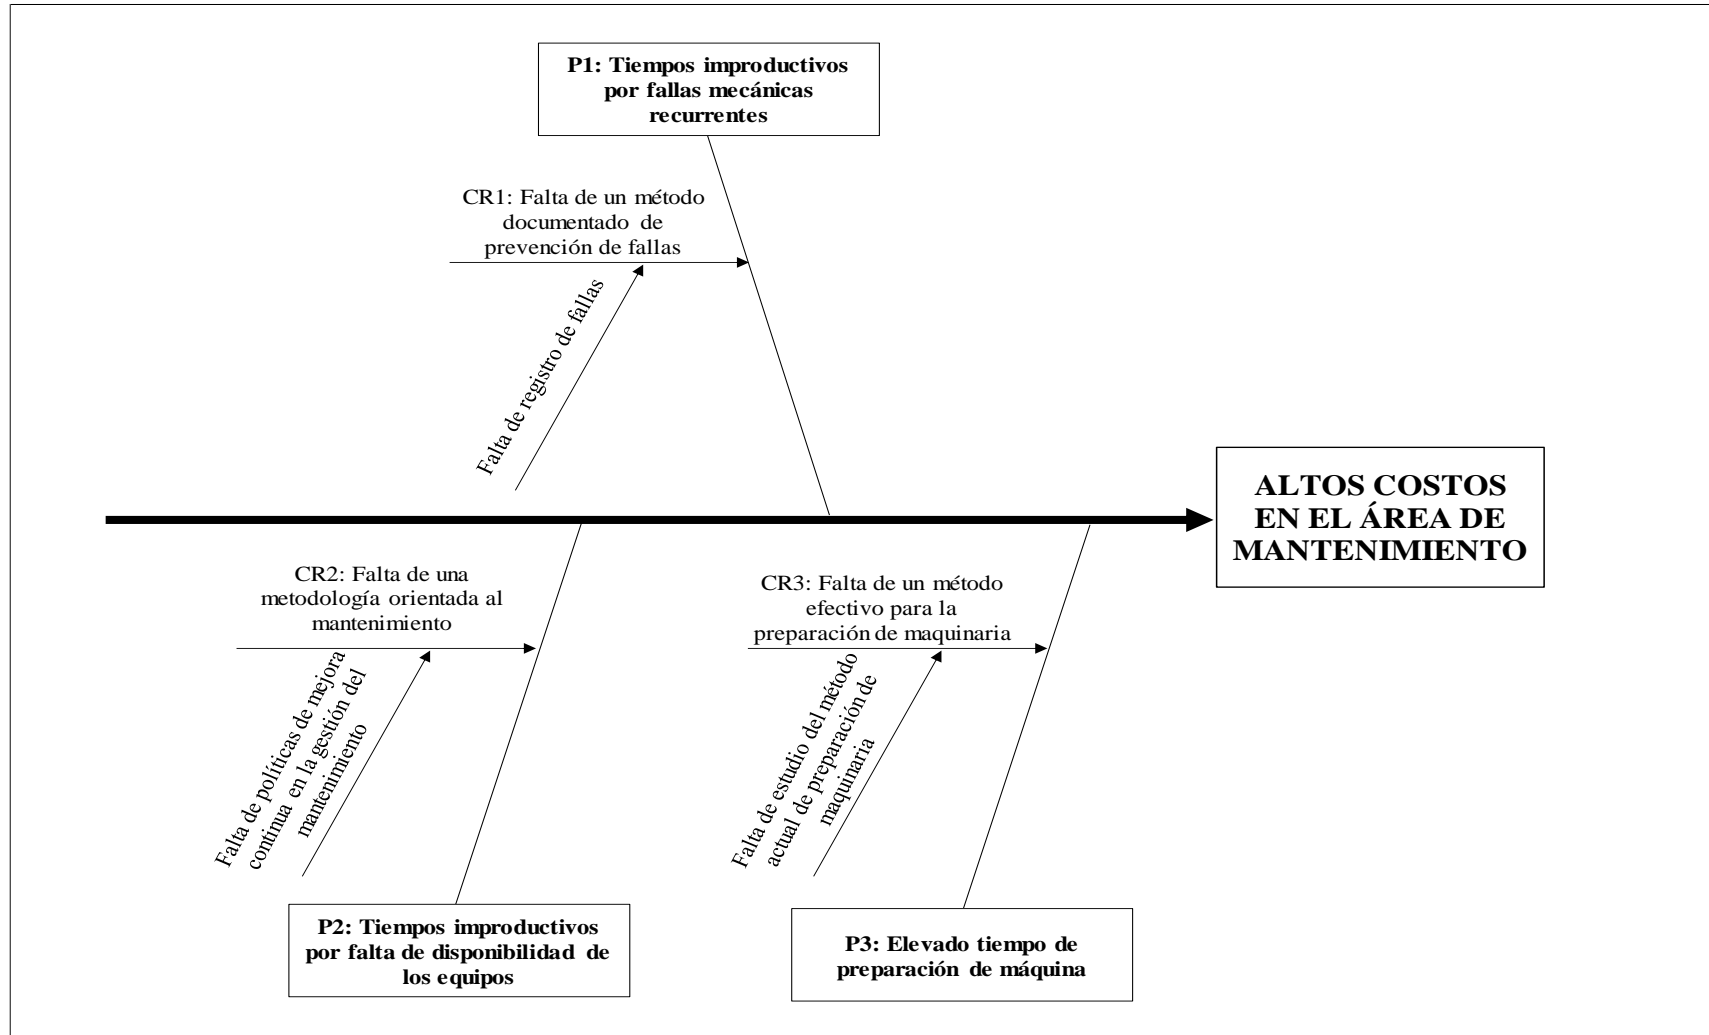 P1: Tiempos improductivos
por fallas mecánicas
recurrentes
CR1: Falta de un método
documentado de
prevención de fallas
Falta de registro de fallas
ALTOS COSTOS
EN EL ÁREA DE
MANTENIMIENTO
CR2: Falta de una
metodología orientada al
mantenimiento
Falta de políticas de mejora
continua en la gestión del
mantenimiento
CR3: Falta de un método
efectivo para la
preparación de maquinaria
Falta de estudio del método
actual de preparación de
maquinaria
P2: Tiempos improductivos
por falta de disponibilidad de
los equipos
P3: Elevado tiempo de
preparación de máquina